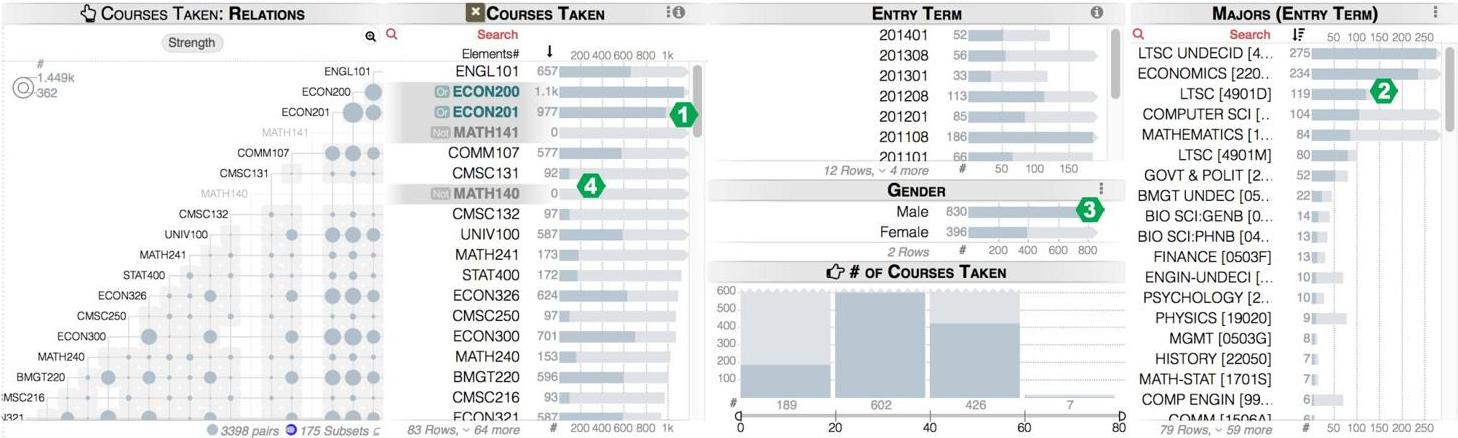 Courses Taken: Relations
Strength
#
1.449k
362
ENGL101
ECON200
ECON201
MATH141
COMM107
CMSC131
MATH140
CMSC132
UNIV100
MATH241
STAT400
ECON326
CMSC250
ECON300
MATH240
BMGT220
MSC216
N321
3398 pairs 175 Subsets ⊆
Courses Taken
Search
Elements#
200 400 600 800 1k
ENGL101 657
Or ECON200 1.1k
Or ECON201 977
1
Not MATH141 0
COMM107 577
CMSC131 92
4
Not MATH140 0
CMSC132 97
UNIV100 587
MATH241 173
STAT400 172
ECON326 624
CMSC250 97
ECON300 701
MATH240 153
BMGT220 596
CMSC216 93
ECON321 587
83 Rows, 64 more # 200 400 600 800 1k
Entry Term
201401 52
201308 56
201301 33
201208 113
201201 85
201108 186
201101 66
12 Rows, 4 more # 50 100 150
Gender
Male 830
3
Female 396
2 Rows # 200 400 600 800
# of Courses Taken
600
500
400
300
200
100
# 189 602 426 7
0 20 40 60 80
Majors (Entry Term)
Search
50 100 150 200 250
LTSC UNDECID [4... 275
ECONOMICS [220... 234
LTSC [4901D] 119
2
COMPUTER SCI [.. 104
MATHEMATICS [1... 84
LTSC [4901M] 80
GOVT & POLIT [2... 52
BMGT UNDEC [05... 22
BIO SCI:GENB [0... 14
BIO SCI:PHNB [04.. 13
FINANCE [0503F] 13
ENGIN-UNDECI [... 10
PSYCHOLOGY [2... 10
PHYSICS [19020] 9
MGMT [0503G] 8
HISTORY [22050] 7
MATH-STAT [1701S] 7
COMP ENGIN [99... 6
COMM [1506A] 6
79 Rows, 59 more # 50 100 150 200 250